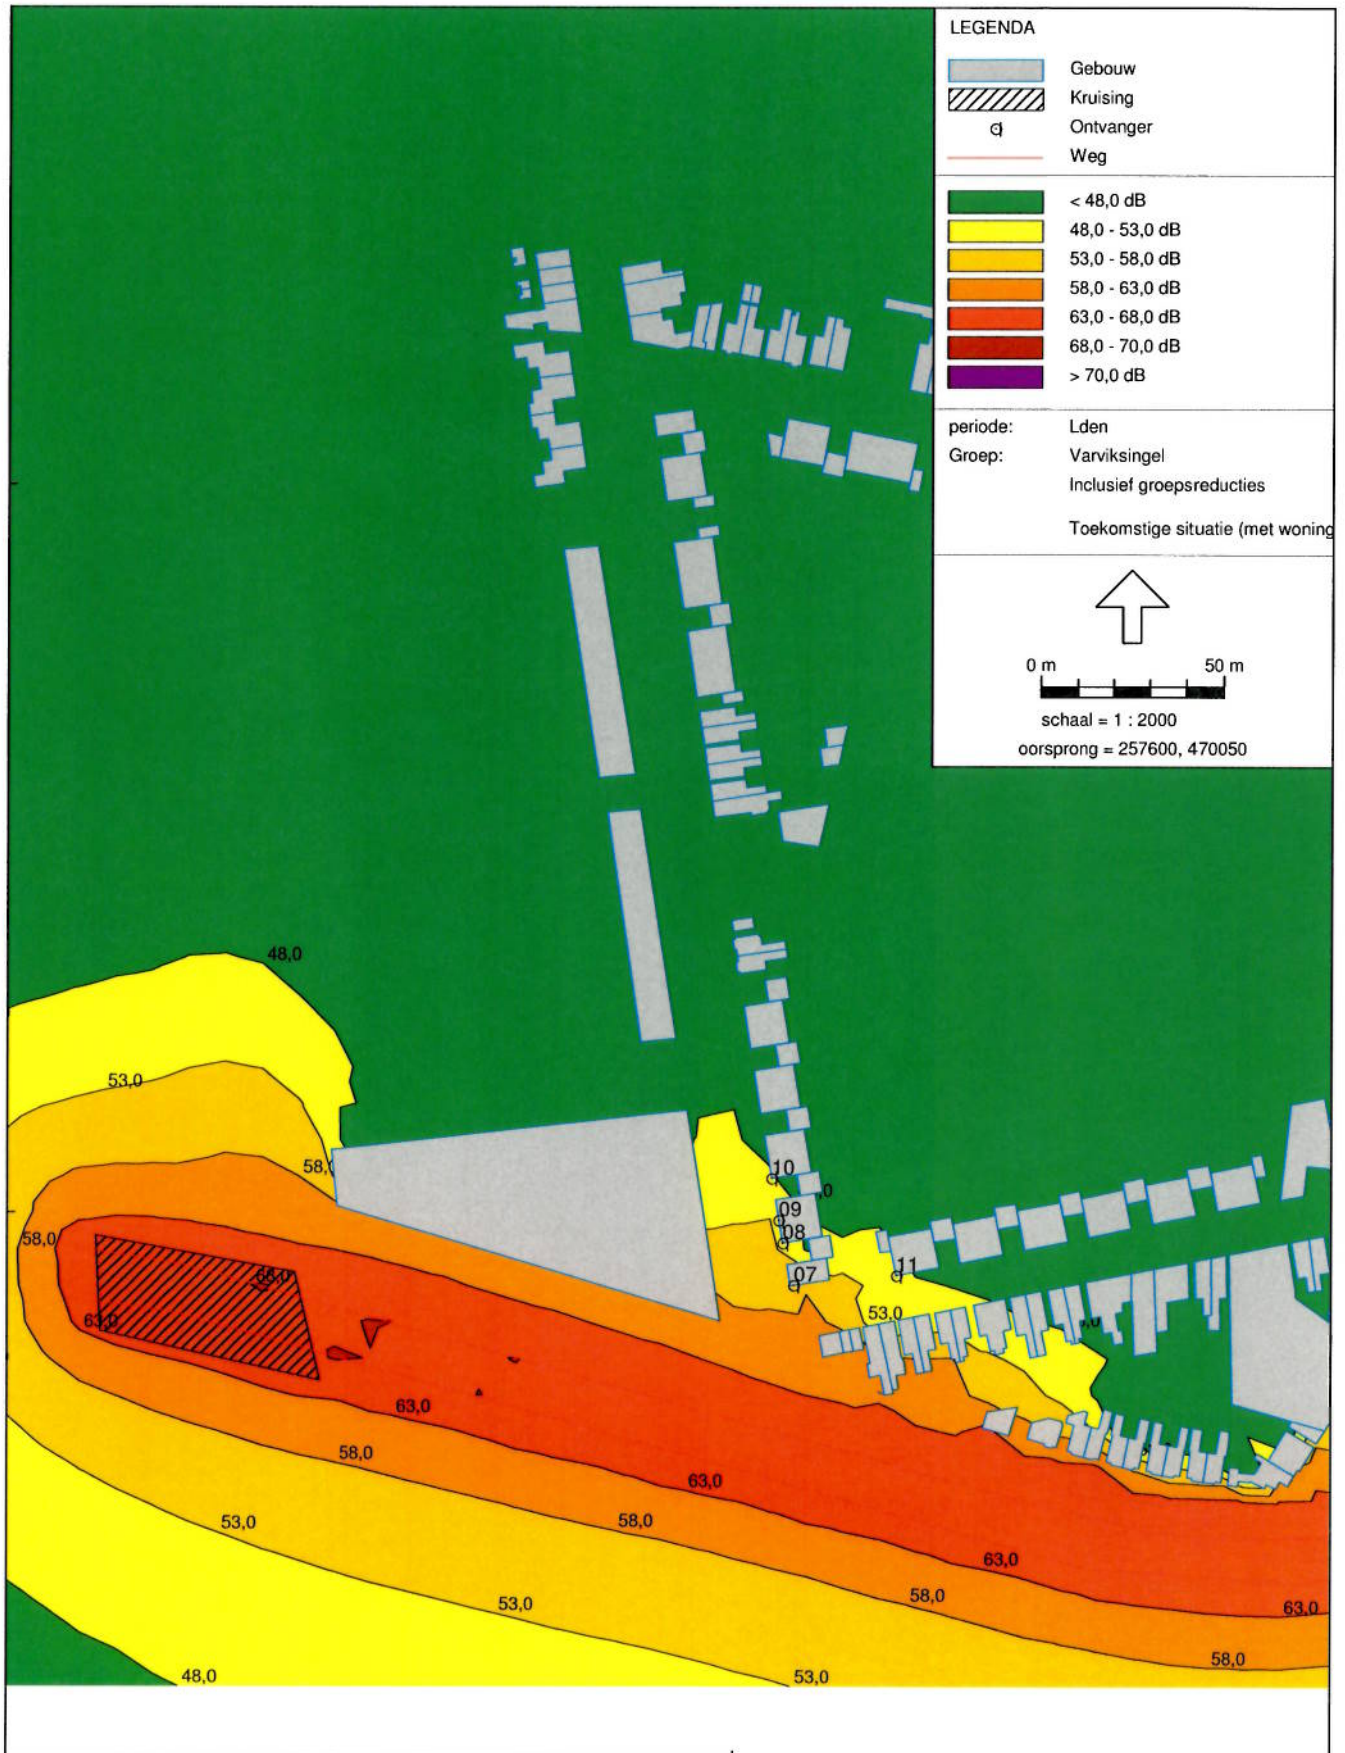 LEGENDA
Gebouw
Kruising
Ontvanger
Weg
< 48,0 dB
48,0 - 53,0 dB
53,0 - 58,0 dB
58,0 - 63,0 dB
63,0 - 68,0 dB
68,0 - 70,0 dB
> 70,0 dB
periode: Lden
Groep: Varviksingel
Inclusief groepsreducties
Toekomstige situatie (met woning
0 m 50 m
schaal = 1 : 2000
oorsprong = 257600, 470050
48,0
53,0
58,0
10
09
08
07
11
58,0
68,0
63,0
53,0
63,0
58,0
63,0
53,0
58,0
63,0
53,0
58,0
63,0
58,0
48,0
53,0